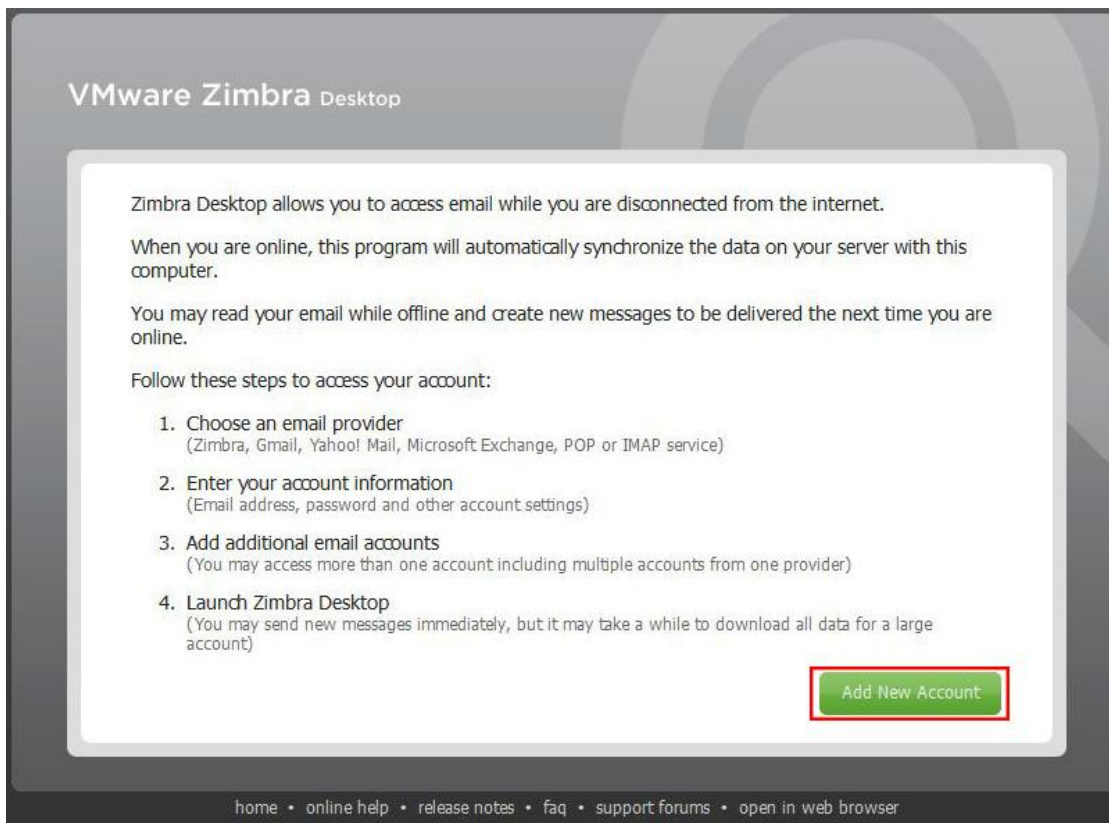 VMware Zimbra Desktop
Zimbra Desktop allows you to access email while you are disconnected from the internet.
When you are online, this program will automatically synchronize the data on your server with this
computer.
You may read your email while offline and create new messages to be delivered the next time you are
online.
Follow these steps to access your account:
1. Choose an email provider
(Zimbra, Gmail, Yahoo! Mail, Microsoft Exchange, POP or IMAP service)
2. Enter your account information
(Email address, password and other account settings)
3. Add additional email accounts
(You may access more than one account including multiple accounts from one provider)
4. Launch Zimbra Desktop
(You may send new messages immediately, but it may take a while to download all data for a large
account)
Add New Account
home • online help • release notes • faq • support forums • open in web browser